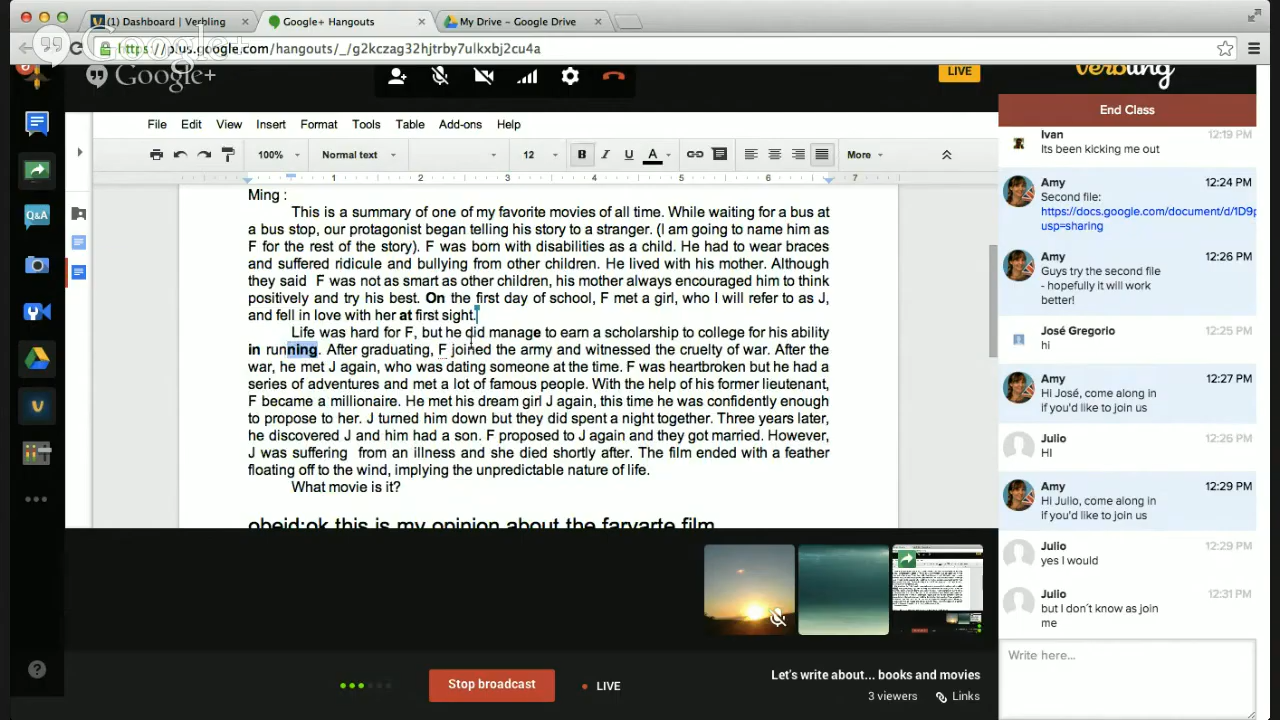 (1) Dashboard | Verbling
Google+ Hangouts
My Drive – Google Drive
https://plus.google.com/hangouts/_/g2kczag32hjtrby7ulkxbj2cu4a
Google+
Google+
LIVE
verbling
File Edit View Insert Format Tools Table Add-ons Help
100% Normal text 12 B I U A More
1 2 3 4 5 6 7
Q&A
Ming :
This is a summary of one of my favorite movies of all time. While waiting for a bus at
a bus stop, our protagonist began telling his story to a stranger. (I am going to name him as
F for the rest of the story). F was born with disabilities as a child. He had to wear braces
and suffered ridicule and bullying from other children. He lived with his mother. Although
they said F was not as smart as other children, his mother always encouraged him to think
positively and try his best. On the first day of school, F met a girl, who I will refer to as J,
and fell in love with her at first sight.
Life was hard for F, but he did manage to earn a scholarship to college for his ability
in running. After graduating, F joined the army and witnessed the cruelty of war. After the
war, he met J again, who was dating someone at the time. F was heartbroken but he had a
series of adventures and met a lot of famous people. With the help of his former lieutenant,
F became a millionaire. He met his dream girl J again, this time he was confidently enough
to propose to her. J turned him down but they did spent a night together. Three years later,
he discovered J and him had a son. F proposed to J again and they got married. However,
J was suffering from an illness and she died shortly after. The film ended with a feather
floating off to the wind, implying the unpredictable nature of life.
What movie is it?
obeid:ok this is my opinion about the farvarte film
End Class
Ivan 12:19 PM
Its been kicking me out
Amy 12:24 PM
Second file:
https://docs.google.com/document/d/1D9p
usp=sharing
Amy 12:26 PM
Guys try the second file
- hopefully it will work
better!
José Gregorio 12:26 PM
hi
Amy 12:27 PM
Hi José, come along in
if you'd like to join us
Julio 12:26 PM
HI
Amy 12:29 PM
Hi Julio, come along in
if you'd like to join us
Julio 12:29 PM
yes I would
Julio 12:31 PM
but I don´t know as join
me
Write here...
Stop broadcast
LIVE
Let's write about... books and movies
3 viewers Links